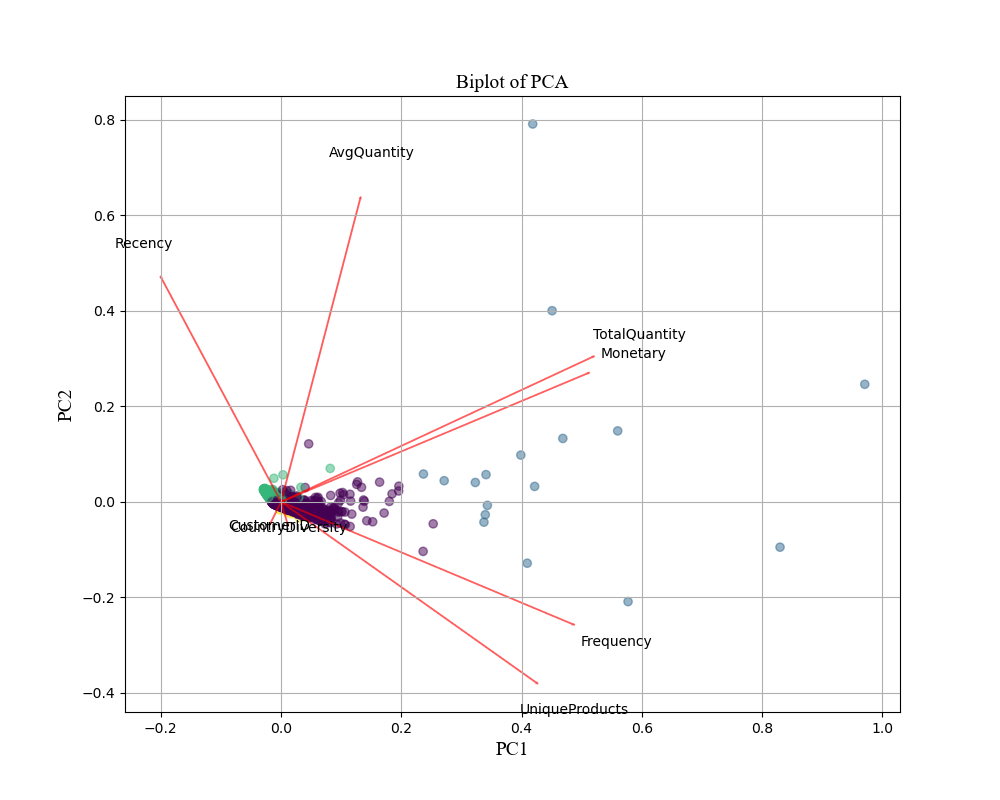 Biplot of PCA
0.8
AvgQuantity
0.6
Recency
0.4
TotalQuantity
Monetary
PC2
0.2
0.0
CustomerID
CountryDiversity
−0.2
Frequency
−0.4
UniqueProducts
−0.2 0.0 0.2 0.4 0.6 0.8 1.0
PC1